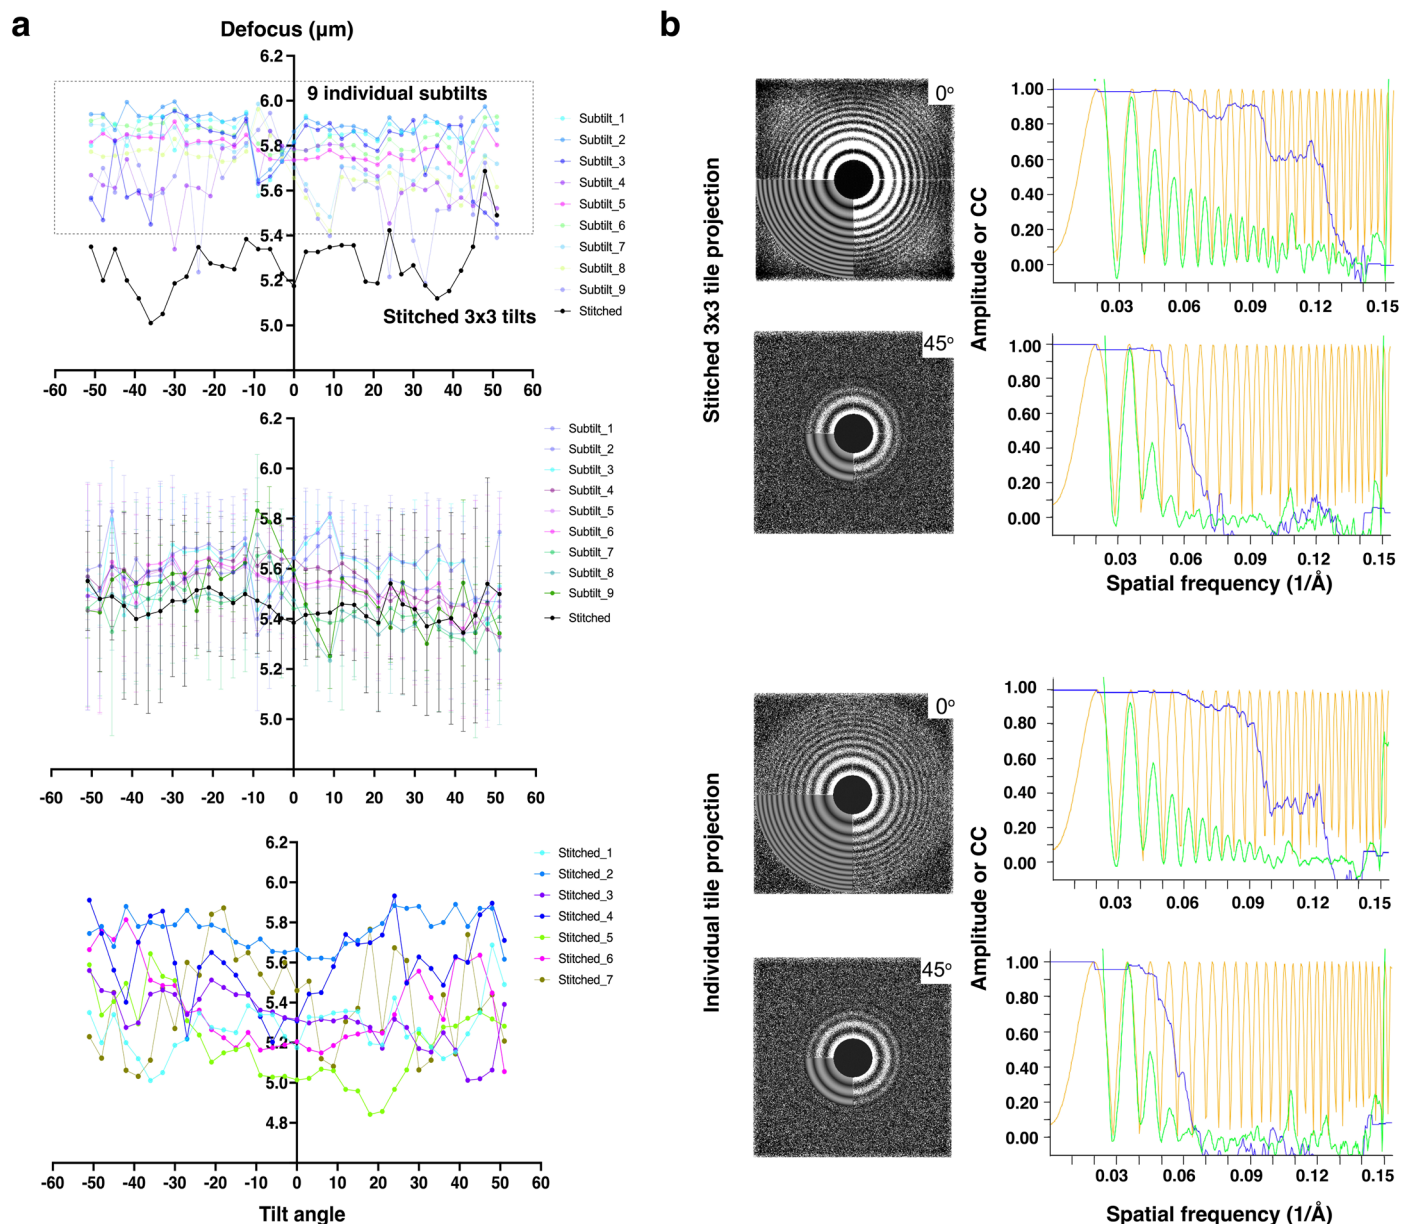 a
Defocus (µm)
6.2
6.0
5.8
5.6
5.4
5.2
5.0
9 individual subtilts
Stitched 3x3 tilts
Subtilt_1
Subtilt_2
Subtilt_3
Subtilt_4
Subtilt_5
Subtilt_6
Subtilt_7
Subtilt_8
Subtilt_9
Stitched
-60 -50 -40 -30 -20 -10 0 10 20 30 40 50 60
6.2
6.0
5.8
5.6
5.4
5.2
5.0
Subtilt_1
Subtilt_2
Subtilt_3
Subtilt_4
Subtilt_5
Subtilt_6
Subtilt_7
Subtilt_8
Subtilt_9
Stitched
-60 -50 -40 -30 -20 -10 0 10 20 30 40 50 60
6.2
6.0
5.8
5.6
5.4
5.2
5.0
4.8
Stitched_1
Stitched_2
Stitched_3
Stitched_4
Stitched_5
Stitched_6
Stitched_7
-60 -50 -40 -30 -20 -10 0 10 20 30 40 50 60
Tilt angle
b
Stitched 3x3 tile projection
0º
45º
Amplitude or CC
1.00
0.80
0.60
0.40
0.20
0.00
0.03 0.06 0.09 0.12 0.15
1.00
0.80
0.60
0.40
0.20
0.00
0.03 0.06 0.09 0.12 0.15
Spatial frequency (1/Å)
Individual tile projection
0º
45º
Amplitude or CC
1.00
0.80
0.60
0.40
0.20
0.00
0.03 0.06 0.09 0.12 0.15
1.00
0.80
0.60
0.40
0.20
0.00
0.03 0.06 0.09 0.12 0.15
Spatial frequency (1/Å)